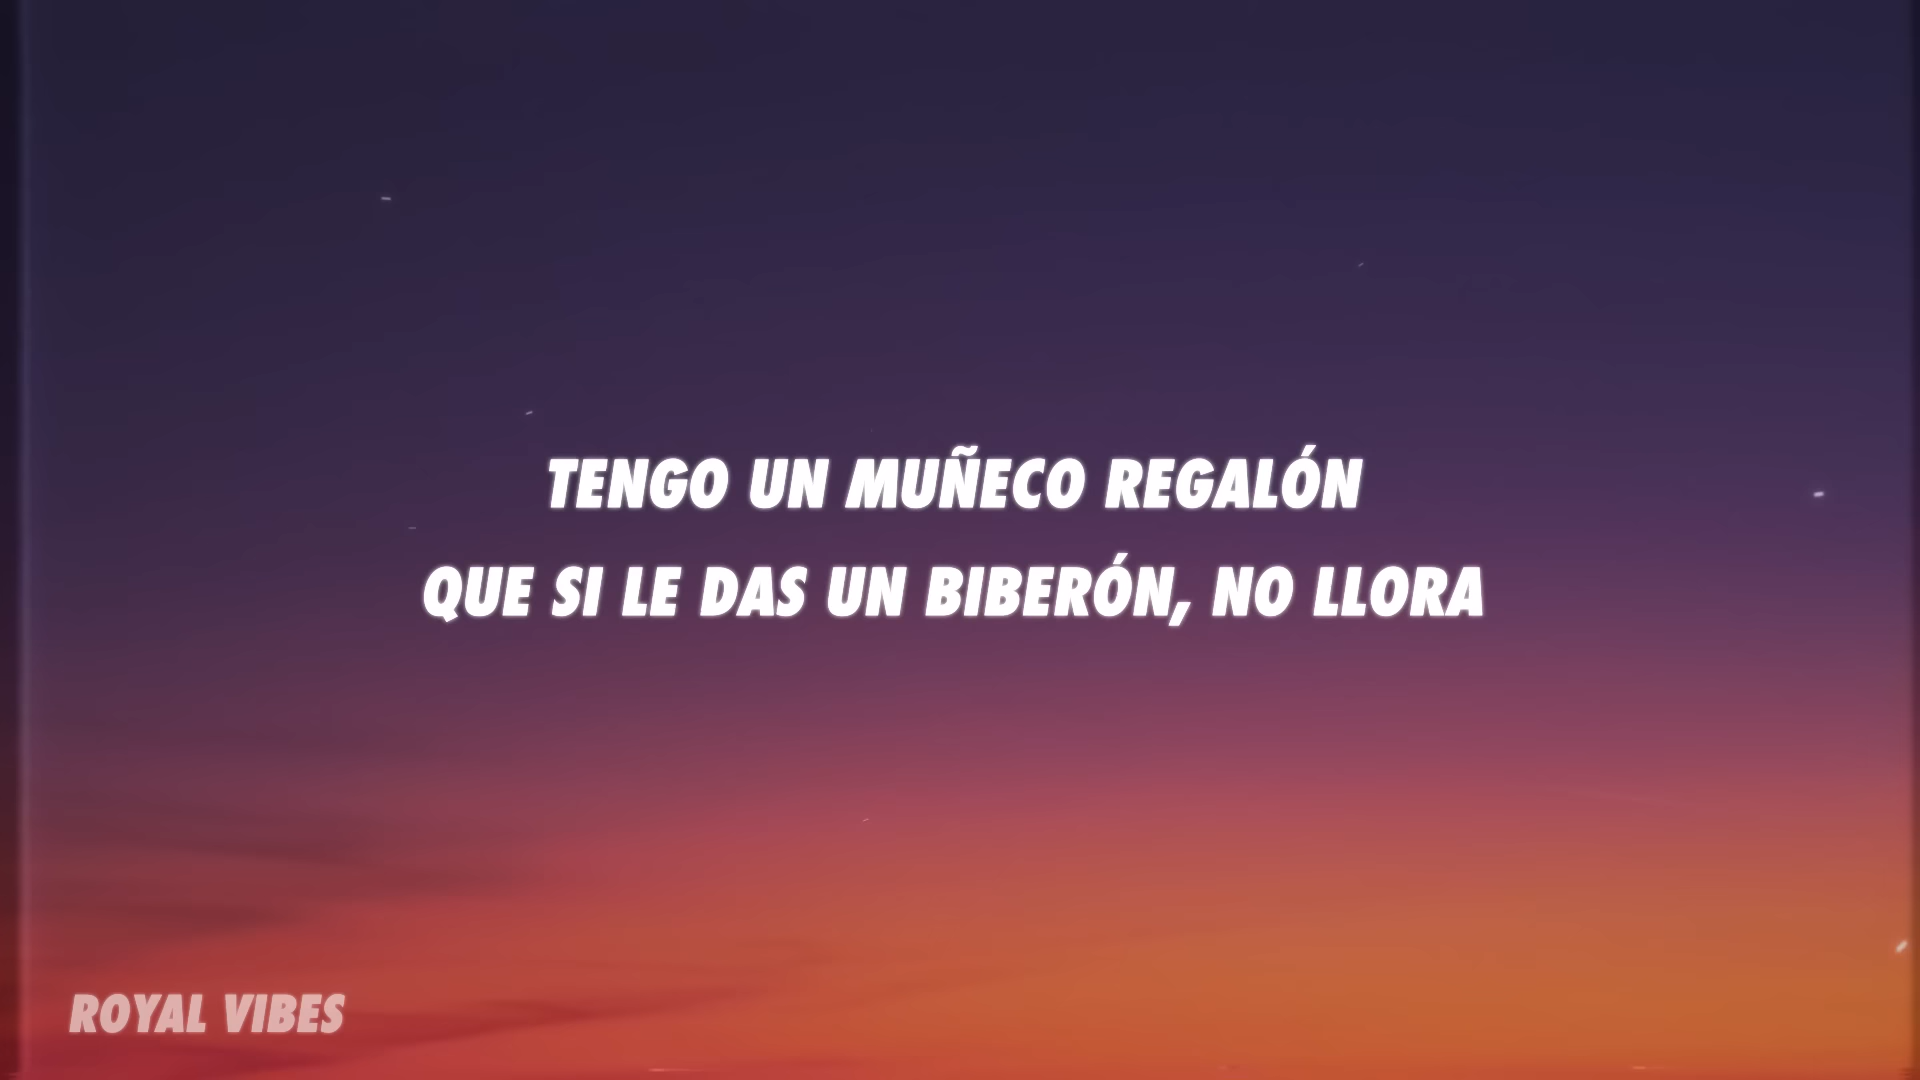 TENGO UN MUÑECO REGALÓN
QUE SI LE DAS UN BIBERÓN, NO LLORA
ROYAL VIBES